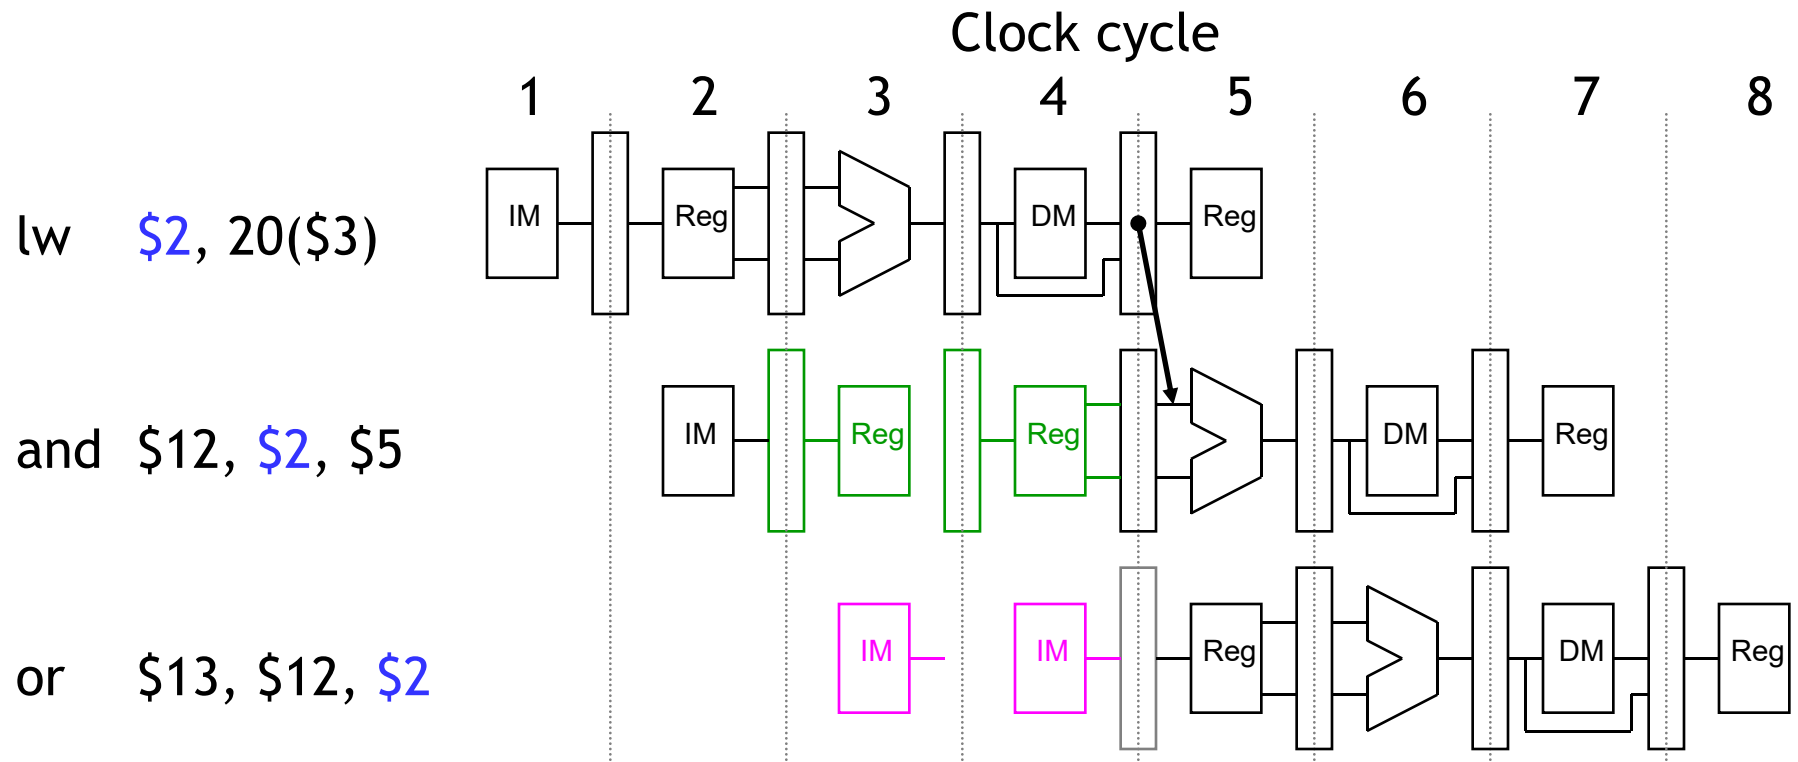 Clock cycle
1 2 3 4 5 6 7 8
lw $2, 20($3) IM Reg DM Reg
and $12, $2, $5 IM Reg Reg DM Reg
or $13, $12, $2 IM IM Reg DM Reg